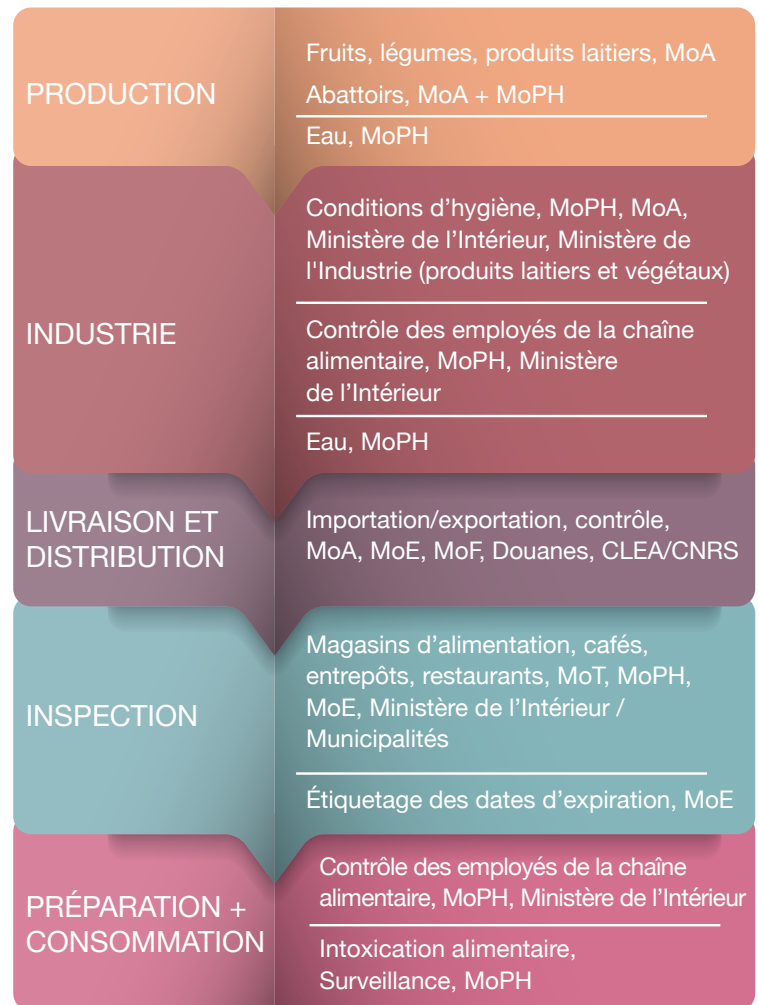 PRODUCTION
Fruits, légumes, produits laitiers, MoA
Abattoirs, MoA + MoPH
Eau, MoPH
INDUSTRIE
Conditions d’hygiène, MoPH, MoA,
Ministère de l’Intérieur, Ministère de
l'Industrie (produits laitiers et végétaux)
Contrôle des employés de la chaîne
alimentaire, MoPH, Ministère
de l’Intérieur
Eau, MoPH
LIVRAISON ET
DISTRIBUTION
Importation/exportation, contrôle,
MoA, MoE, MoF, Douanes, CLEA/CNRS
INSPECTION
Magasins d’alimentation, cafés,
entrepôts, restaurants, MoT, MoPH,
MoE, Ministère de l’Intérieur /
Municipalités
Étiquetage des dates d’expiration, MoE
PRÉPARATION +
CONSOMMATION
Contrôle des employés de la chaîne
alimentaire, MoPH, Ministère de l’Intérieur
Intoxication alimentaire,
Surveillance, MoPH